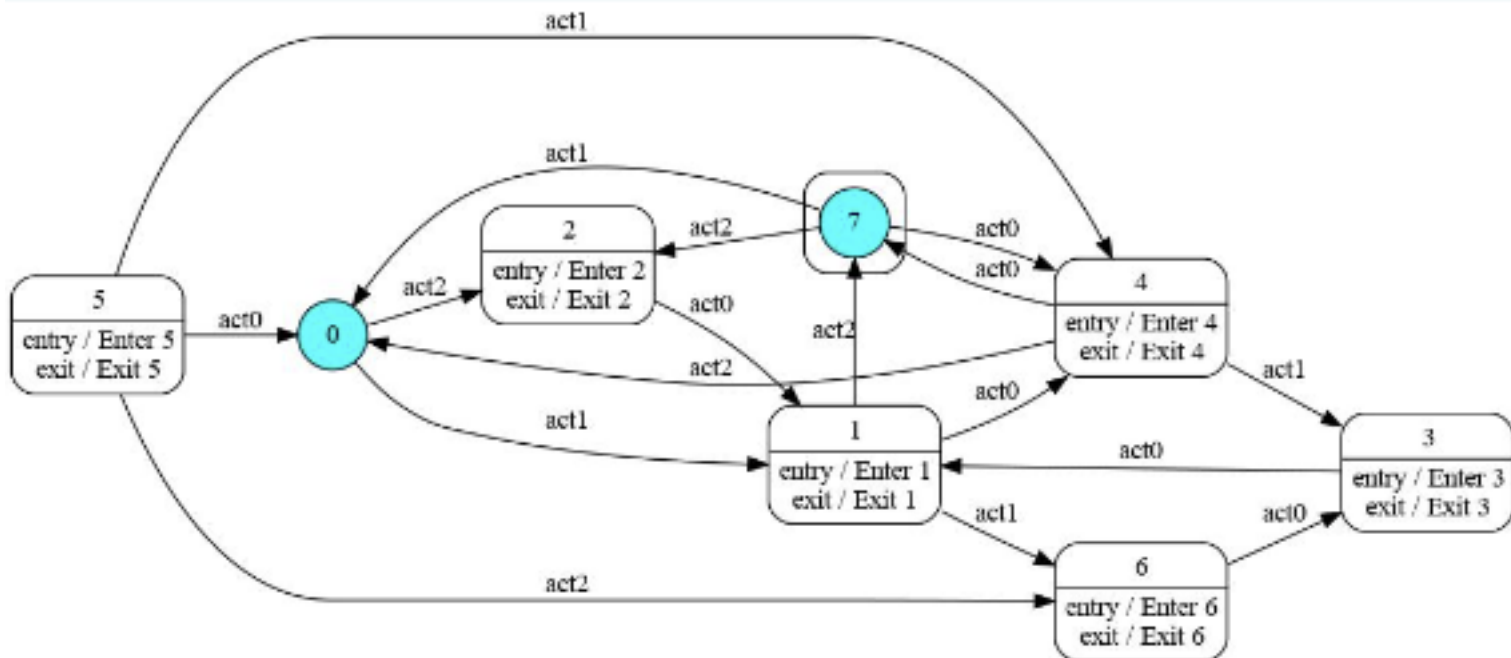 act1
act1
7
act2
act0
2
entry / Enter 2
exit / Exit 2
act0
4
entry / Enter 4
exit / Exit 4
5
entry / Enter 5
exit / Exit 5
act0
0
act2
act0
act2
act2
act1
act0
act1
1
entry / Enter 1
exit / Exit 1
act0
3
entry / Enter 3
exit / Exit 3
act1
act0
act2
6
entry / Enter 6
exit / Exit 6